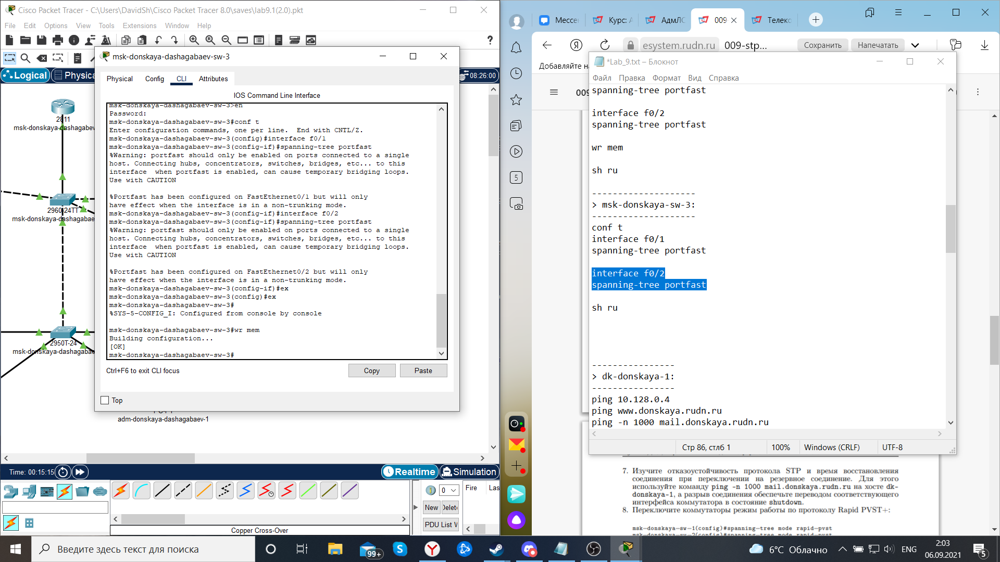 Cisco Packet Tracer - C:\Users\DavidSh\Cisco Packet Tracer 8.0\saves\lab9.1(2.0).pkt
File Edit Options View Tools Extensions Window Help
Logical
Physica
08:26:00
2811
msk-donskaya-dashagabaev
2960-24TT
msk-donskaya-dashagabae
2950T-24
msk-donskaya-dashagabaev
adm-donskaya-dashagabaev-1
msk-donskaya-dashagabaev-sw-3
Physical Config CLI Attributes
IOS Command Line Interface
msk-donskaya-dashagabaev-sw-3>en
Password:
msk-donskaya-dashagabaev-sw-3#conf t
Enter configuration commands, one per line.  End with CNTL/Z.
msk-donskaya-dashagabaev-sw-3(config)#interface f0/1
msk-donskaya-dashagabaev-sw-3(config-if)#spanning-tree portfast
%Warning: portfast should only be enabled on ports connected to a single
host. Connecting hubs, concentrators, switches, bridges, etc... to this
interface  when portfast is enabled, can cause temporary bridging loops.
Use with CAUTION
%Portfast has been configured on FastEthernet0/1 but will only
have effect when the interface is in a non-trunking mode.
msk-donskaya-dashagabaev-sw-3(config-if)#interface f0/2
msk-donskaya-dashagabaev-sw-3(config-if)#spanning-tree portfast
%Warning: portfast should only be enabled on ports connected to a single
host. Connecting hubs, concentrators, switches, bridges, etc... to this
interface  when portfast is enabled, can cause temporary bridging loops.
Use with CAUTION
%Portfast has been configured on FastEthernet0/2 but will only
have effect when the interface is in a non-trunking mode.
msk-donskaya-dashagabaev-sw-3(config-if)#ex
msk-donskaya-dashagabaev-sw-3(config)#ex
msk-donskaya-dashagabaev-sw-3#
%SYS-5-CONFIG_I: Configured from console by console
msk-donskaya-dashagabaev-sw-3#wr mem
Building configuration...
[OK]
msk-donskaya-dashagabaev-sw-3#
Ctrl+F6 to exit CLI focus
Copy Paste
Top
Time: 00:15:15
Realtime Simulation
0
Fire Las
New
PDU List W
Copper Cross-Over
5
Мессе
Курс: А
АдмЛС
009
Телекс
esystem.rudn.ru
009-stp...
Сохранить
Напечатать
Добавляйте н
009
*Lab_9.txt – Блокнот
Файл Правка Формат Вид Справка
spanning-tree portfast
interface f0/2
spanning-tree portfast
wr mem
sh ru
--------------------
> msk-donskaya-sw-3:
--------------------
conf t
interface f0/1
spanning-tree portfast
interface f0/2
spanning-tree portfast
sh ru
----------------
> dk-donskaya-1:
----------------
ping 10.128.0.4
ping www.donskaya.rudn.ru
ping -n 1000 mail.donskaya.rudn.ru
Стр 86, стлб 1
100%
Windows (CRLF)
UTF-8
7. Изучите отказоустойчивость протокола STP и время восстановления
соединения при переключении на резервное соединение. Для этого
используйте команду ping -n 1000 mail.donskaya.rudn.ru на хосте dk-
donskaya-1, а разрыв соединения обеспечьте переводом соответствующего
интерфейса коммутатора в состояние shutdown.
8. Переключите коммутаторы режим работы по протоколу Rapid PVST+:
msk-donskaya-sw-1(config)#spanning-tree mode rapid-pvst
msk-donskaya-sw-2(config)#spanning-tree mode rapid-pvst
Введите здесь текст для поиска
99+
6°C Облачно
ENG
2:03
06.09.2021
5